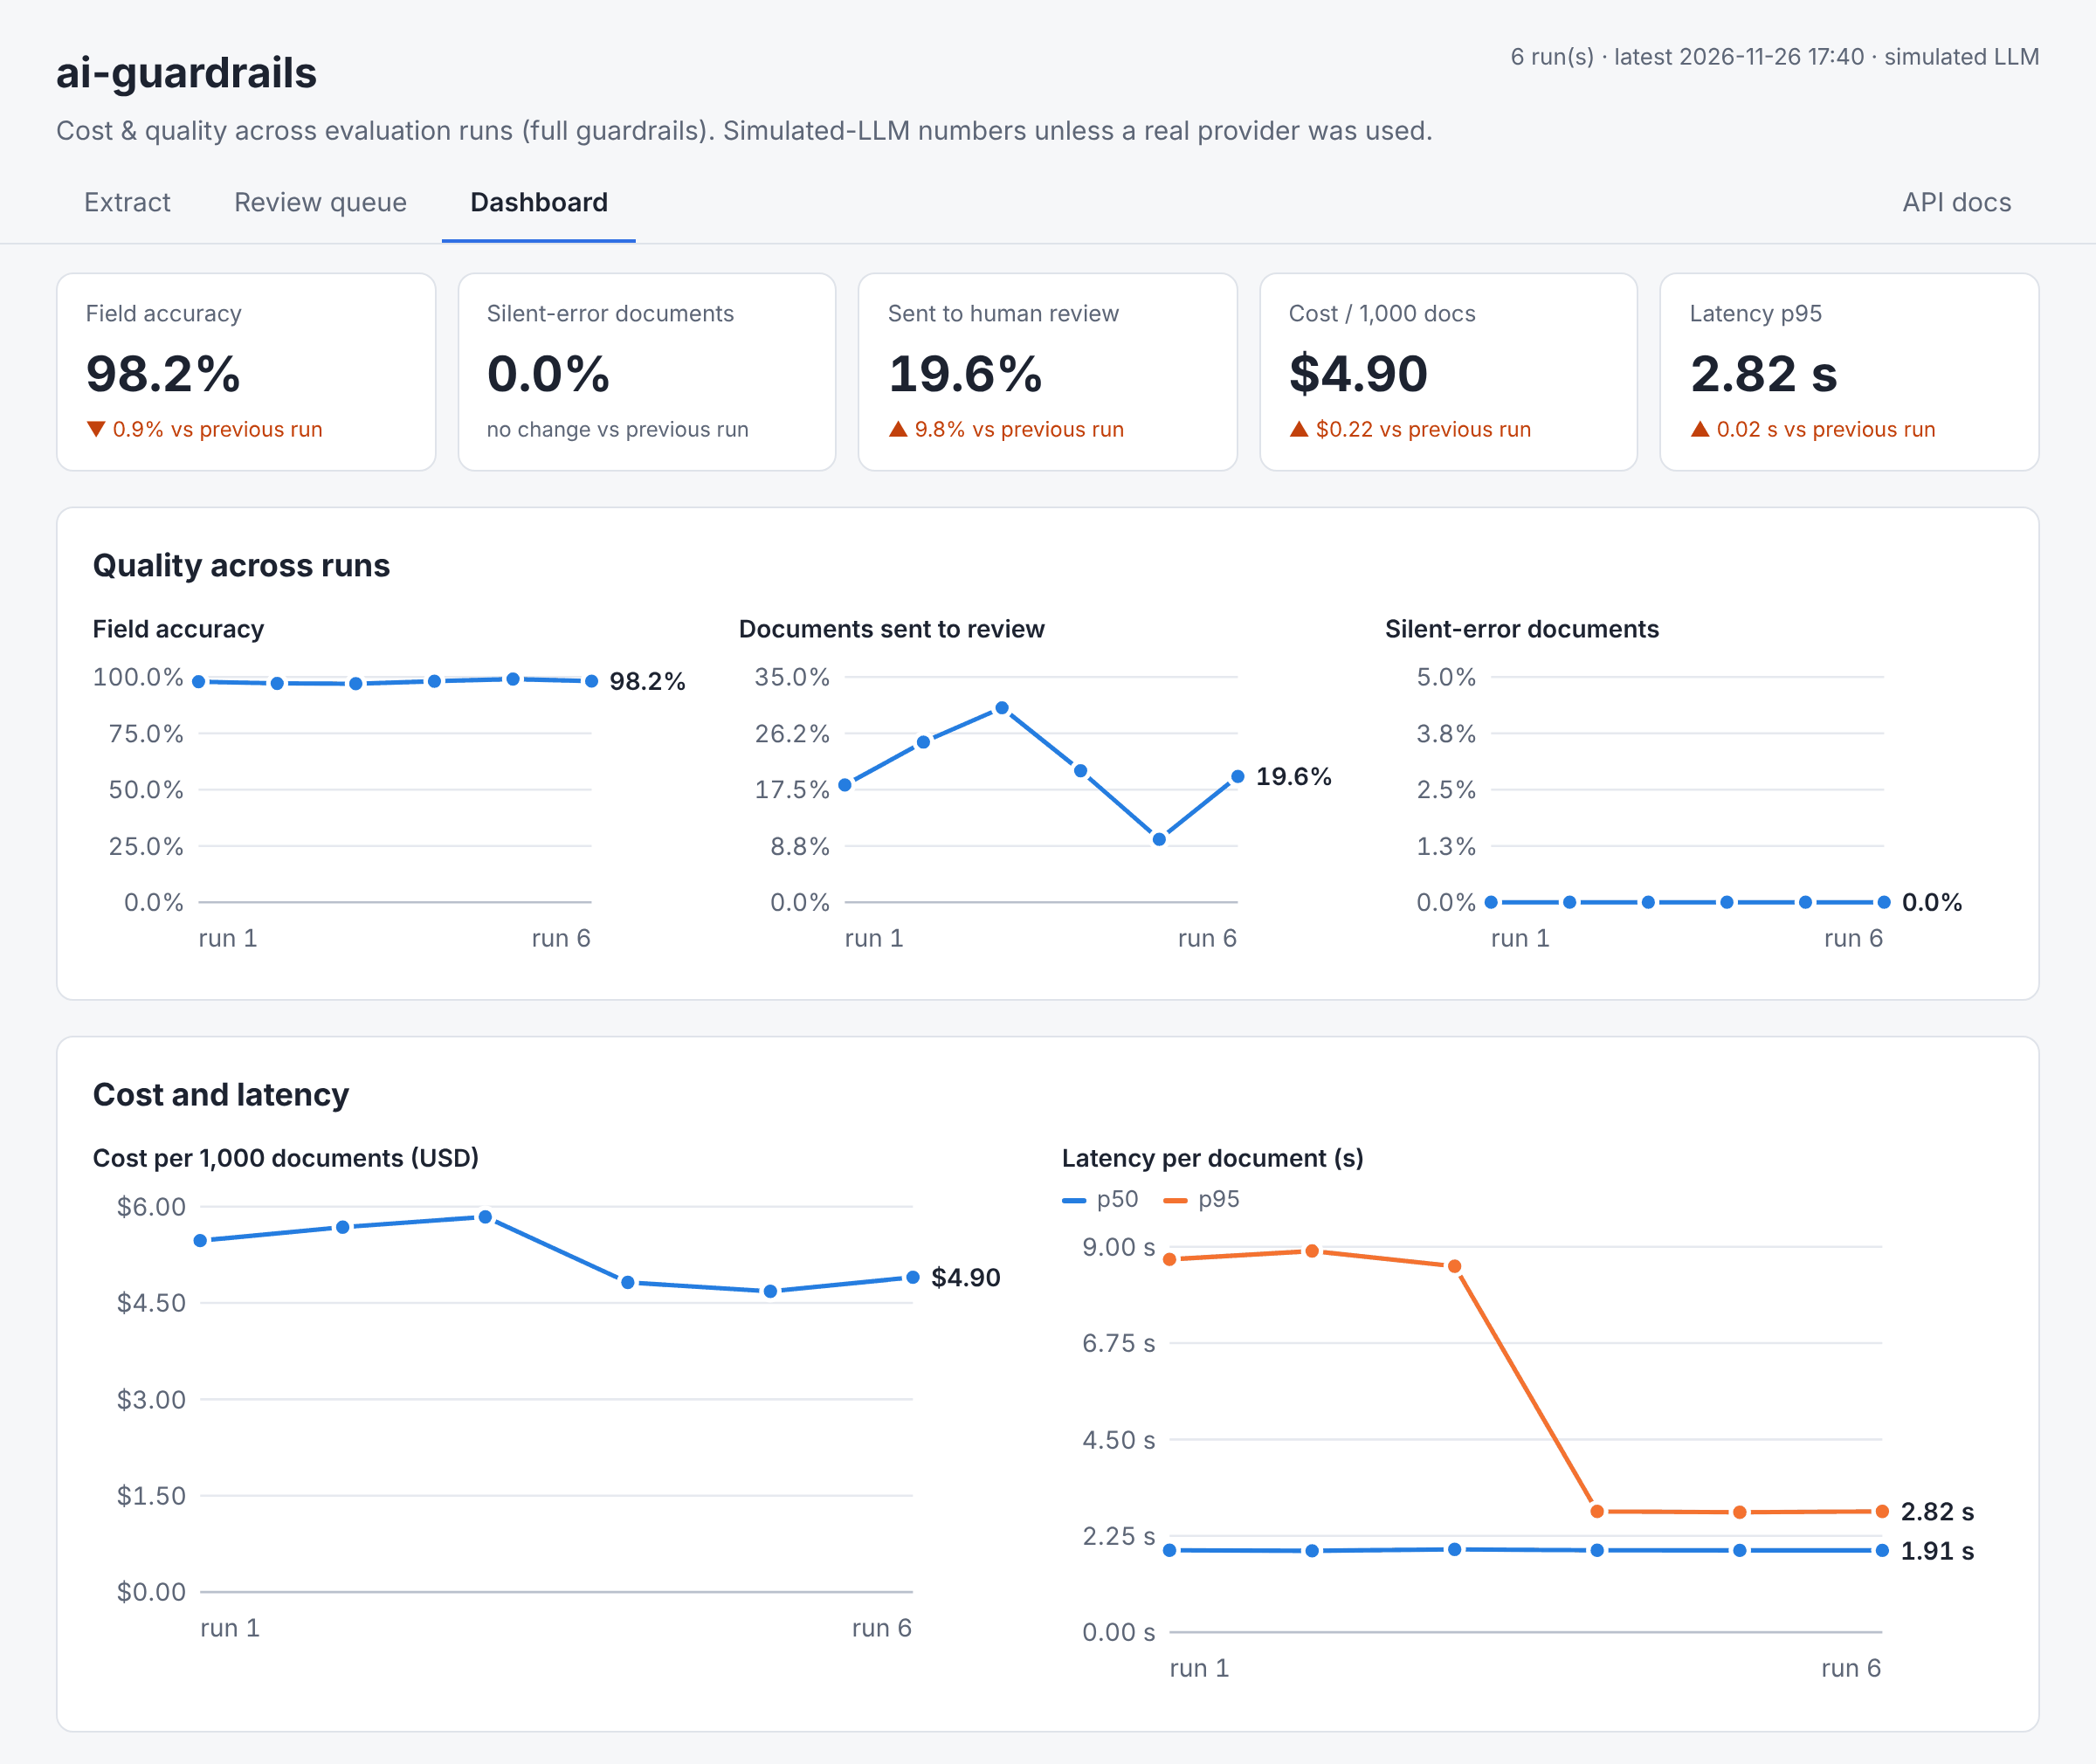 ai-guardrails
6 run(s) · latest 2026-11-26 17:40 · simulated LLM
Cost & quality across evaluation runs (full guardrails). Simulated-LLM numbers unless a real provider was used.
Extract
Review queue
Dashboard
API docs
Field accuracy
98.2%
▼ 0.9% vs previous run
Silent-error documents
0.0%
no change vs previous run
Sent to human review
19.6%
▲ 9.8% vs previous run
Cost / 1,000 docs
$4.90
▲ $0.22 vs previous run
Latency p95
2.82 s
▲ 0.02 s vs previous run
Quality across runs
Field accuracy
100.0%
75.0%
50.0%
25.0%
0.0%
98.2%
run 1
run 6
Documents sent to review
35.0%
26.2%
17.5%
8.8%
0.0%
19.6%
run 1
run 6
Silent-error documents
5.0%
3.8%
2.5%
1.3%
0.0%
0.0%
run 1
run 6
Cost and latency
Cost per 1,000 documents (USD)
$6.00
$4.50
$3.00
$1.50
$0.00
$4.90
run 1
run 6
Latency per document (s)
p50
p95
9.00 s
6.75 s
4.50 s
2.25 s
0.00 s
2.82 s
1.91 s
run 1
run 6